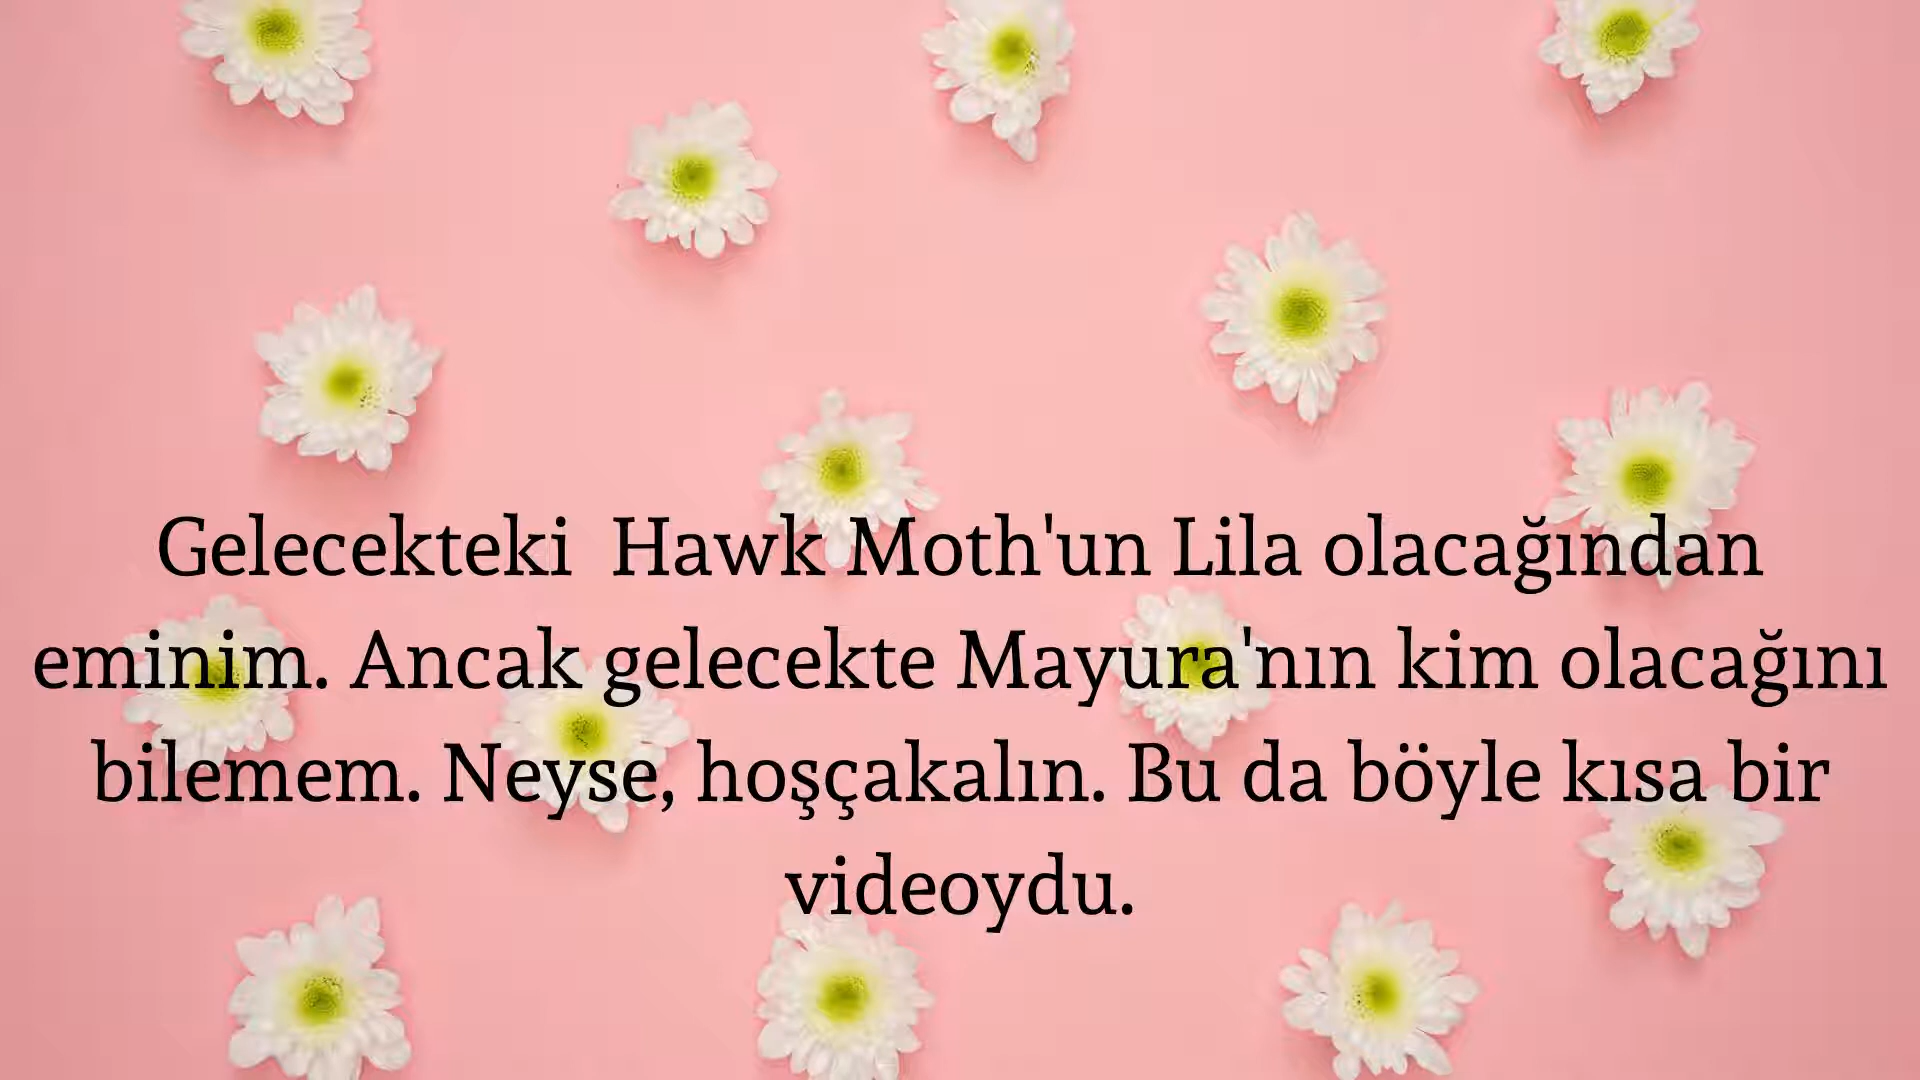 Gelecekteki  Hawk Moth'un Lila olacağından
eminim. Ancak gelecekte Mayura'nın kim olacağını
bilemem. Neyse, hoşçakalın. Bu da böyle kısa bir
videoydu.